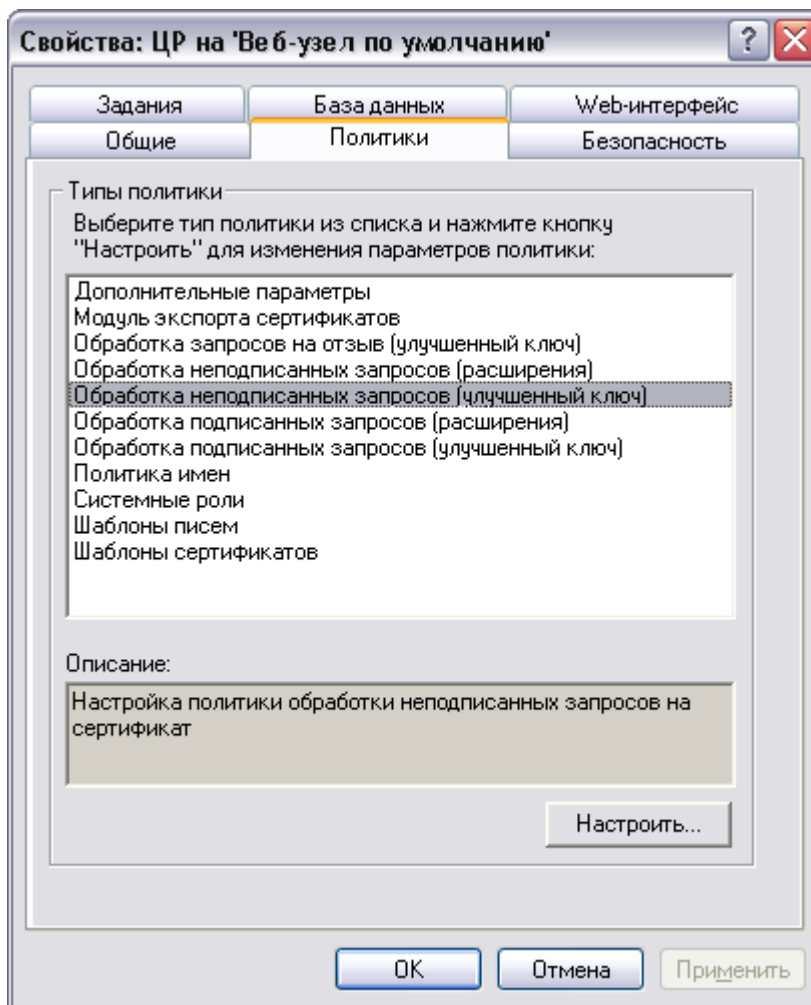 Свойства: ЦР на 'Веб-узел по умолчанию'
Задания База данных Web-интерфейс
Общие Политики Безопасность
Типы политики
Выберите тип политики из списка и нажмите кнопку
"Настроить" для изменения параметров политики:
Дополнительные параметры
Модуль экспорта сертификатов
Обработка запросов на отзыв (улучшенный ключ)
Обработка неподписанных запросов (расширения)
Обработка неподписанных запросов (улучшенный ключ)
Обработка подписанных запросов (расширения)
Обработка подписанных запросов (улучшенный ключ)
Политика имен
Системные роли
Шаблоны писем
Шаблоны сертификатов
Описание:
Настройка политики обработки неподписанных запросов на
сертификат
Настроить...
OK Отмена Применить